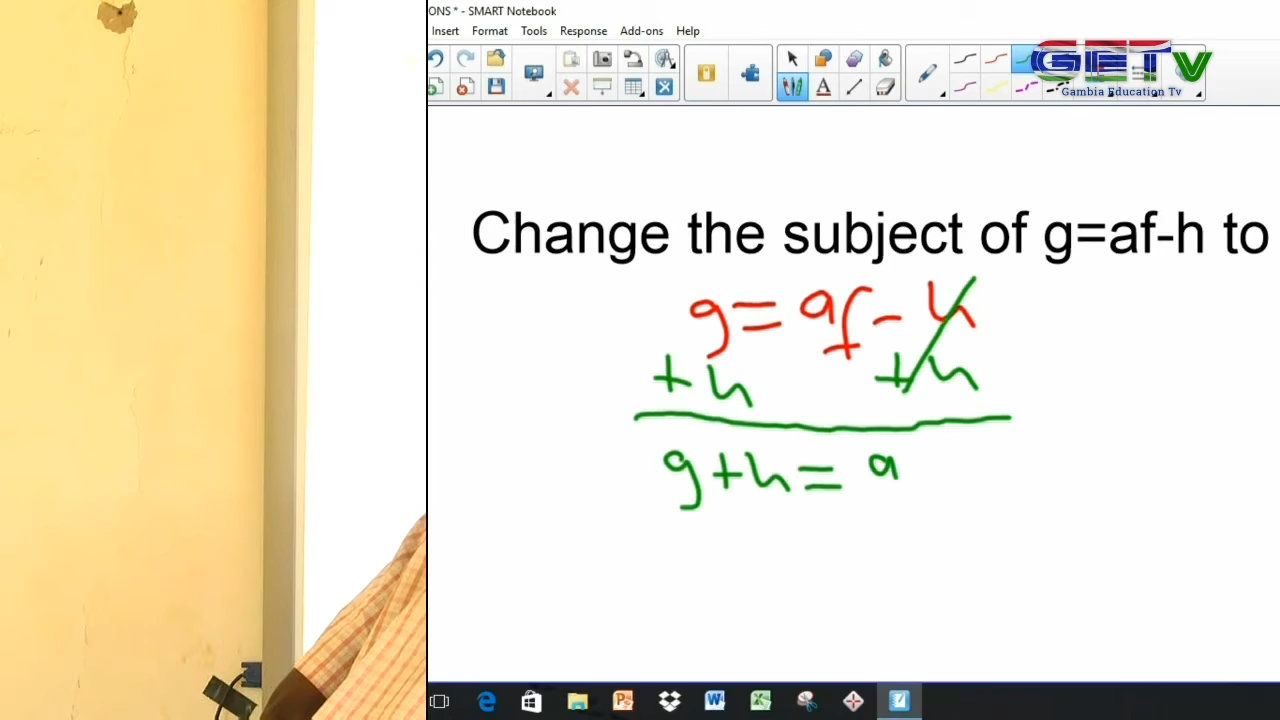 ONS * - SMART Notebook
Insert Format Tools Response Add-ons Help
GETV
Gambia Education Tv
Change the subject of g=af-h to
g = af - h
+ h + h
g + h = a